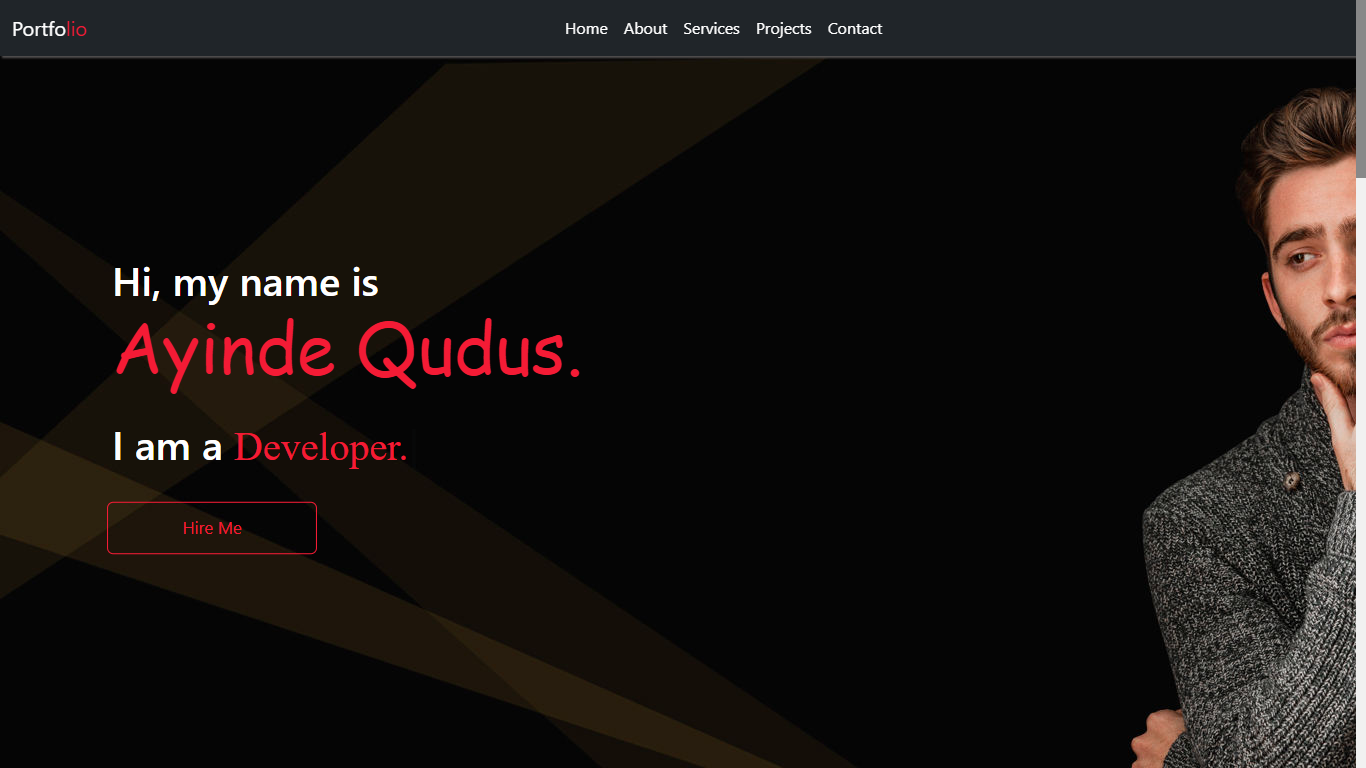 Portfolio
Home About Services Projects Contact
Hi, my name is
Ayinde Qudus.
I am a Developer.
Hire Me